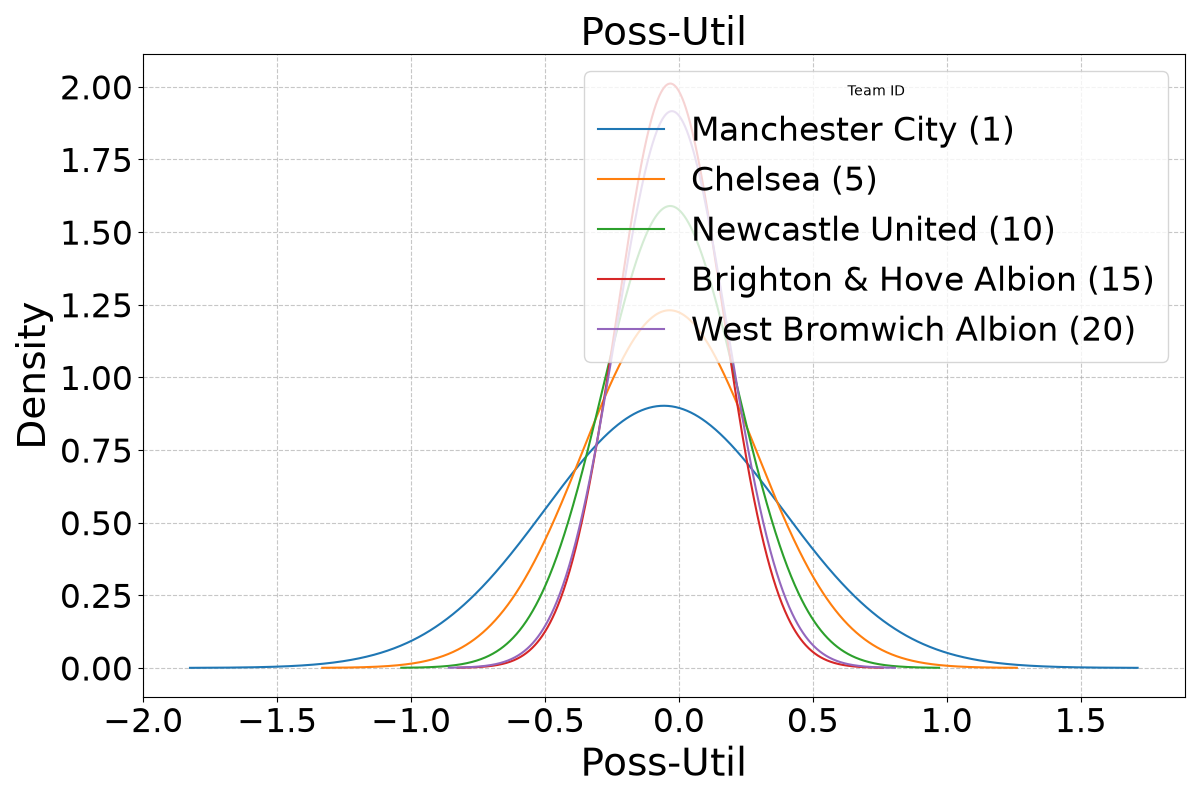 Poss-Util
Team ID
Manchester City (1)
Chelsea (5)
Newcastle United (10)
Brighton & Hove Albion (15)
West Bromwich Albion (20)
Density
2.00
1.75
1.50
1.25
1.00
0.75
0.50
0.25
0.00
−2.0 −1.5 −1.0 −0.5 0.0 0.5 1.0 1.5
Poss-Util